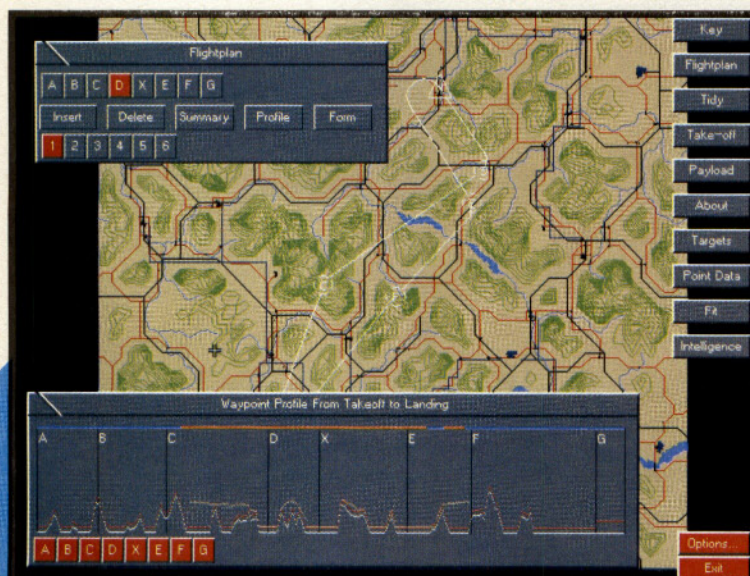 Flightplan
A B C D X E F G
Insert Delete Summary Profile Form
1 2 3 4 5 6
Key
Flightplan
Tidy
Take-off
Payload
About
Targets
Point Data
Fit
Intelligence
Waypoint Profile From Takeoff to Landing
A B C D X E F G
A B C D X E F G
Options...
Exit